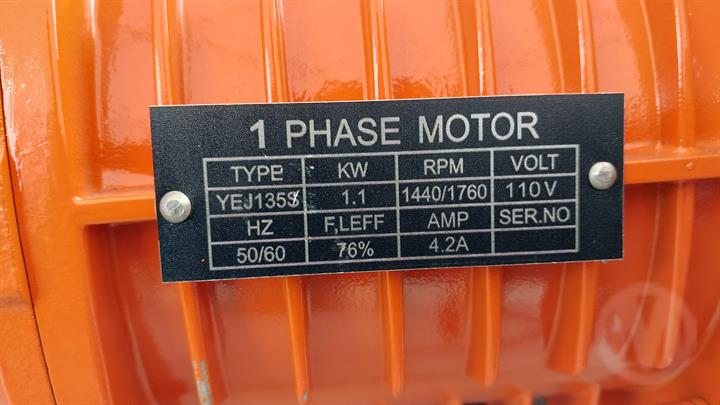 1 PHASE MOTOR
TYPE KW RPM VOLT
YEJ135S 1.1 1440/1760 110V
HZ F,LEFF AMP SER.NO
50/60 76% 4.2A